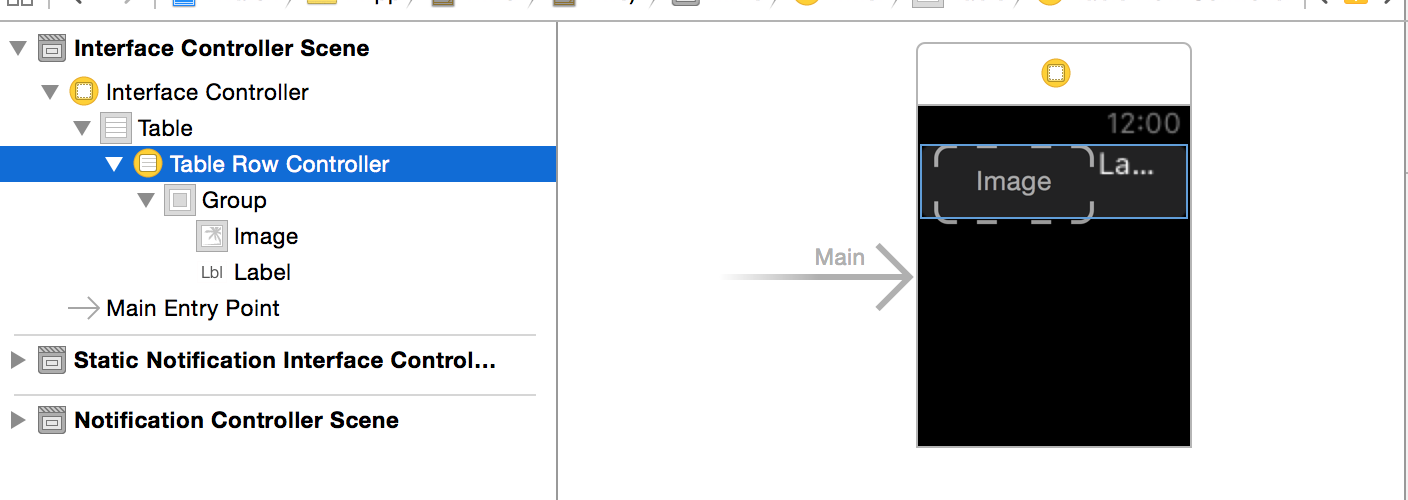 Interface Controller Scene
Interface Controller
Table
Table Row Controller
Group
Image
Lbl Label
Main Entry Point
Static Notification Interface Control...
Notification Controller Scene
12:00
Image
La...
Main